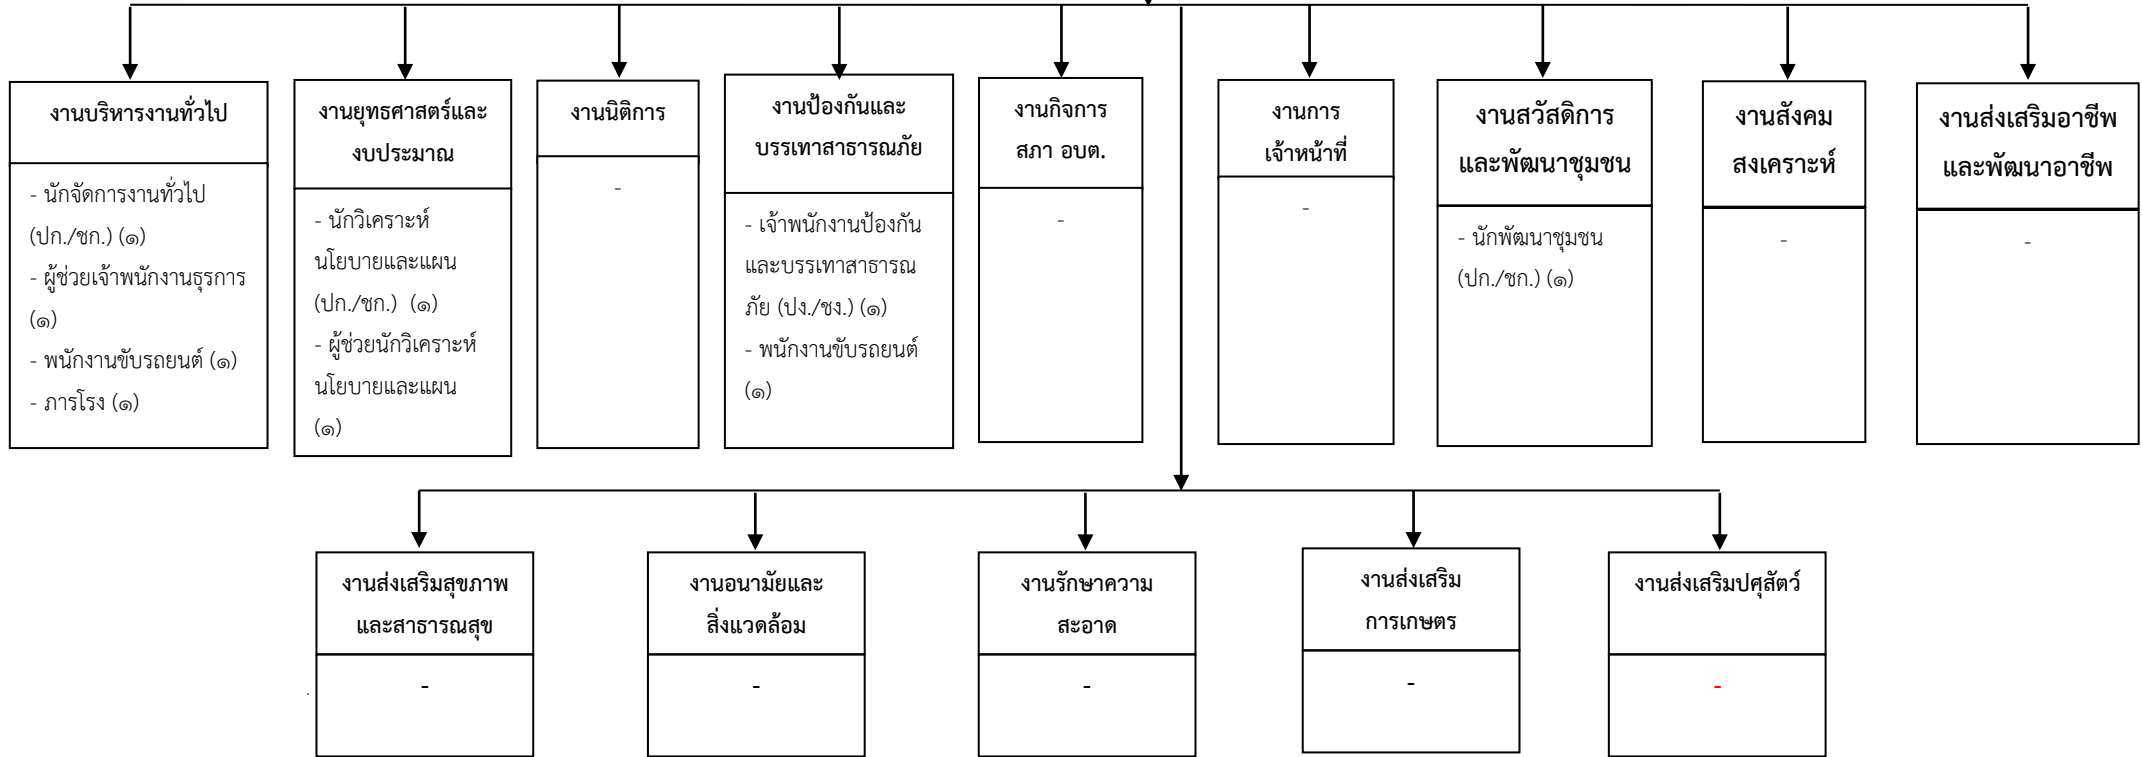 งานบริหารงานทั่วไป
- นักจัดการงานทั่วไป
(ปก./ชก.) (๑)
- ผู้ช่วยเจ้าพนักงานธุรการ
(๑)
- พนักงานขับรถยนต์ (๑)
- ภารโรง (๑)
งานยุทธศาสตร์และ
งบประมาณ
- นักวิเคราะห์
นโยบายและแผน
(ปก./ชก.) (๑)
- ผู้ช่วยนักวิเคราะห์
นโยบายและแผน
(๑)
งานนิติการ
-
งานป้องกันและ
บรรเทาสาธารณภัย
- เจ้าพนักงานป้องกัน
และบรรเทาสาธารณ
ภัย (ปง./ชง.) (๑)
- พนักงานขับรถยนต์
(๑)
งานกิจการ
สภา อบต.
-
งานการ
เจ้าหน้าที่
-
งานสวัสดิการ
และพัฒนาชุมชน
- นักพัฒนาชุมชน
(ปก./ชก.) (๑)
งานสังคม
สงเคราะห์
-
งานส่งเสริมอาชีพ
และพัฒนาอาชีพ
-
งานส่งเสริมสุขภาพ
และสาธารณสุข
-
งานอนามัยและ
สิ่งแวดล้อม
-
งานรักษาความ
สะอาด
-
งานส่งเสริม
การเกษตร
-
งานส่งเสริมปศุสัตว์
-